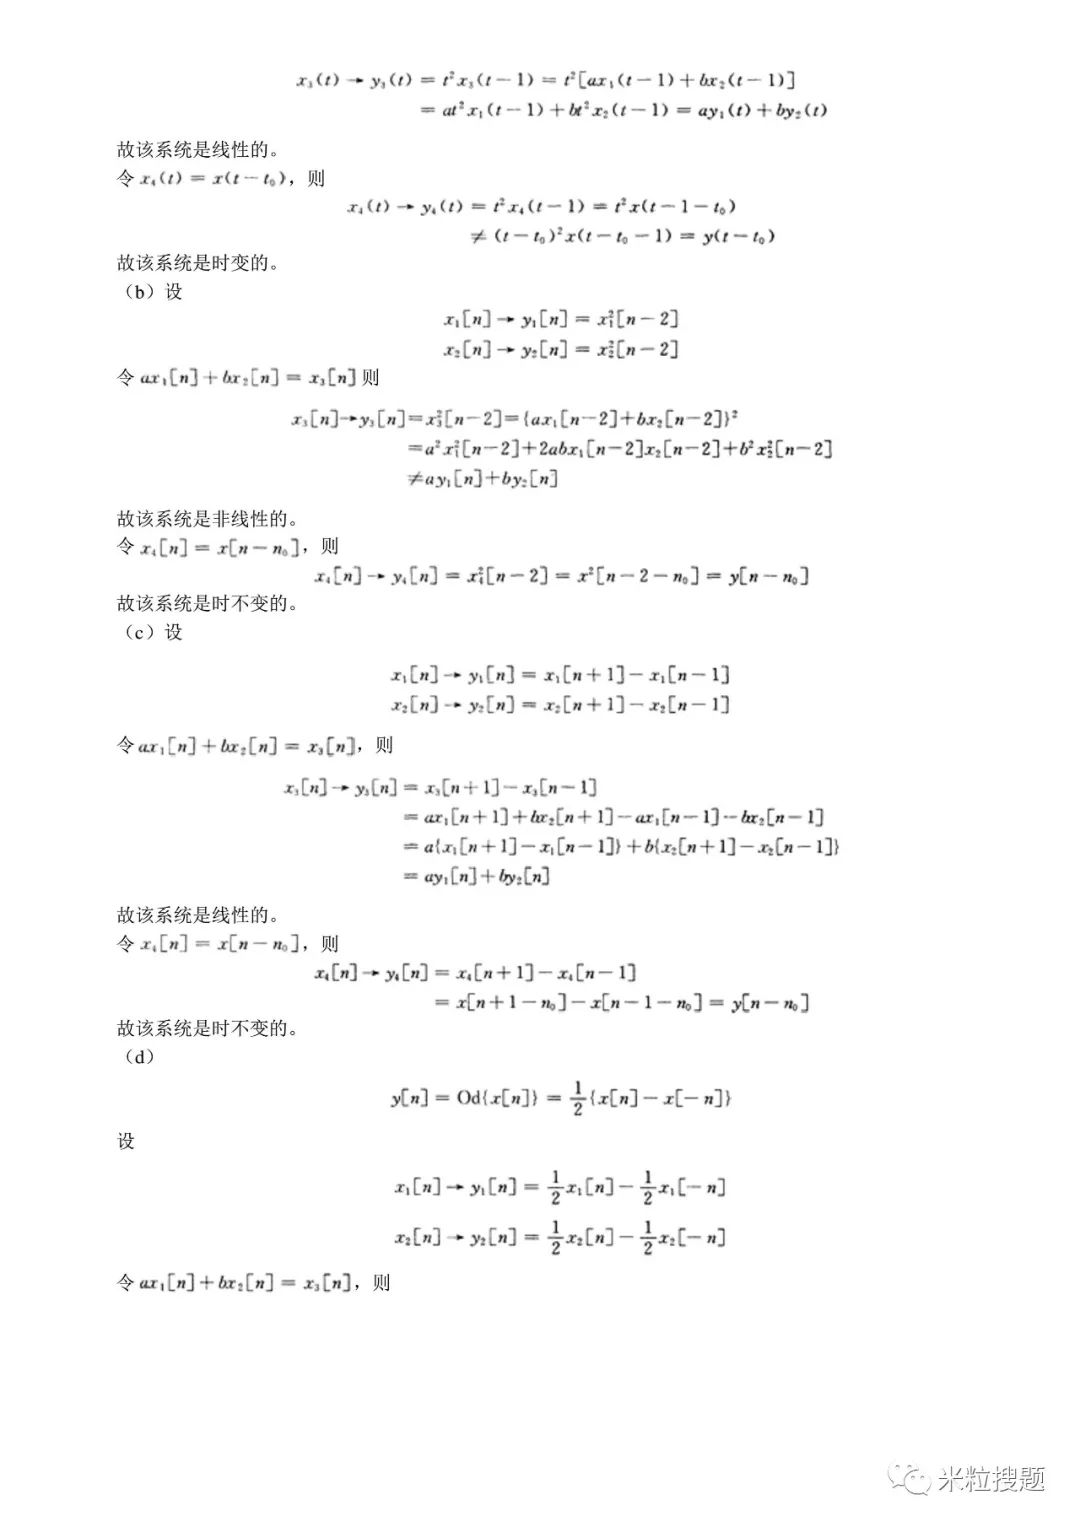 x₃(t)→y₃(t)=t²x₃(t−1)=t²[ax₁(t−1)+bx₂(t−1)]
=at²x₁(t−1)+bt²x₂(t−1)=ay₁(t)+by₂(t)
故该系统是线性的。
令 x₄(t)=x(t−t₀)，则
x₄(t)→y₄(t)=t²x₄(t−1)=t²x(t−1−t₀)
≠(t−t₀)²x(t−t₀−1)=y(t−t₀)
故该系统是时变的。
（b）设
x₁[n]→y₁[n]=x₁²[n−2]
x₂[n]→y₂[n]=x₂²[n−2]
令 ax₁[n]+bx₂[n]=x₃[n] 则
x₃[n]→y₃[n]=x₃²[n−2]={ax₁[n−2]+bx₂[n−2]}²
=a²x₁²[n−2]+2abx₁[n−2]x₂[n−2]+b²x₂²[n−2]
≠ay₁[n]+by₂[n]
故该系统是非线性的。
令 x₄[n]=x[n−n₀]，则
x₄[n]→y₄[n]=x₄²[n−2]=x²[n−2−n₀]=y[n−n₀]
故该系统是时不变的。
（c）设
x₁[n]→y₁[n]=x₁[n+1]−x₁[n−1]
x₂[n]→y₂[n]=x₂[n+1]−x₂[n−1]
令 ax₁[n]+bx₂[n]=x₃[n]，则
x₃[n]→y₃[n]=x₃[n+1]−x₃[n−1]
=ax₁[n+1]+bx₂[n+1]−ax₁[n−1]−bx₂[n−1]
=a{x₁[n+1]−x₁[n−1]}+b{x₂[n+1]−x₂[n−1]}
=ay₁[n]+by₂[n]
故该系统是线性的。
令 x₄[n]=x[n−n₀]，则
x₄[n]→y₄[n]=x₄[n+1]−x₄[n−1]
=x[n+1−n₀]−x[n−1−n₀]=y[n−n₀]
故该系统是时不变的。
（d）
y[n]=Od{x[n]}=1/2{x[n]−x[−n]}
设
x₁[n]→y₁[n]=1/2x₁[n]−1/2x₁[−n]
x₂[n]→y₂[n]=1/2x₂[n]−1/2x₂[−n]
令 ax₁[n]+bx₂[n]=x₃[n]，则
米粒搜题